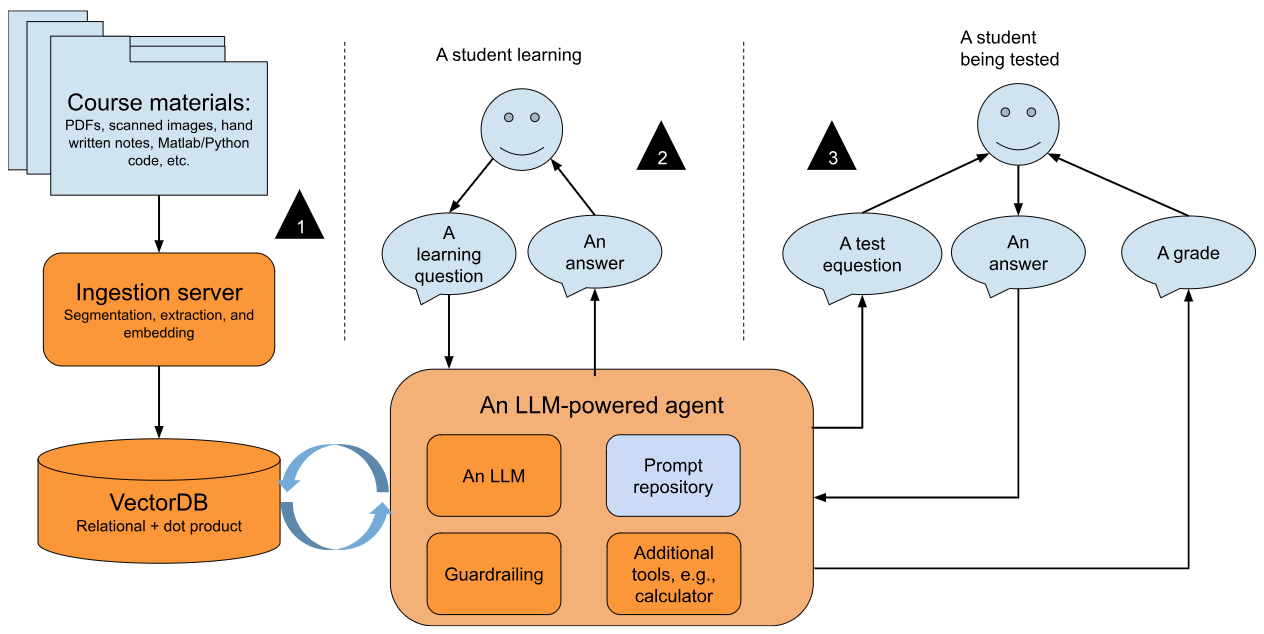 Course materials:
PDFs, scanned images, hand
written notes, Matlab/Python
code, etc.
1
Ingestion server
Segmentation, extraction, and
embedding
VectorDB
Relational + dot product
A student learning
2
A
learning
question
An
answer
A student
being tested
3
A test
equestion
An
answer
A grade
An LLM-powered agent
An LLM
Prompt
repository
Guardrailing
Additional
tools, e.g.,
calculator